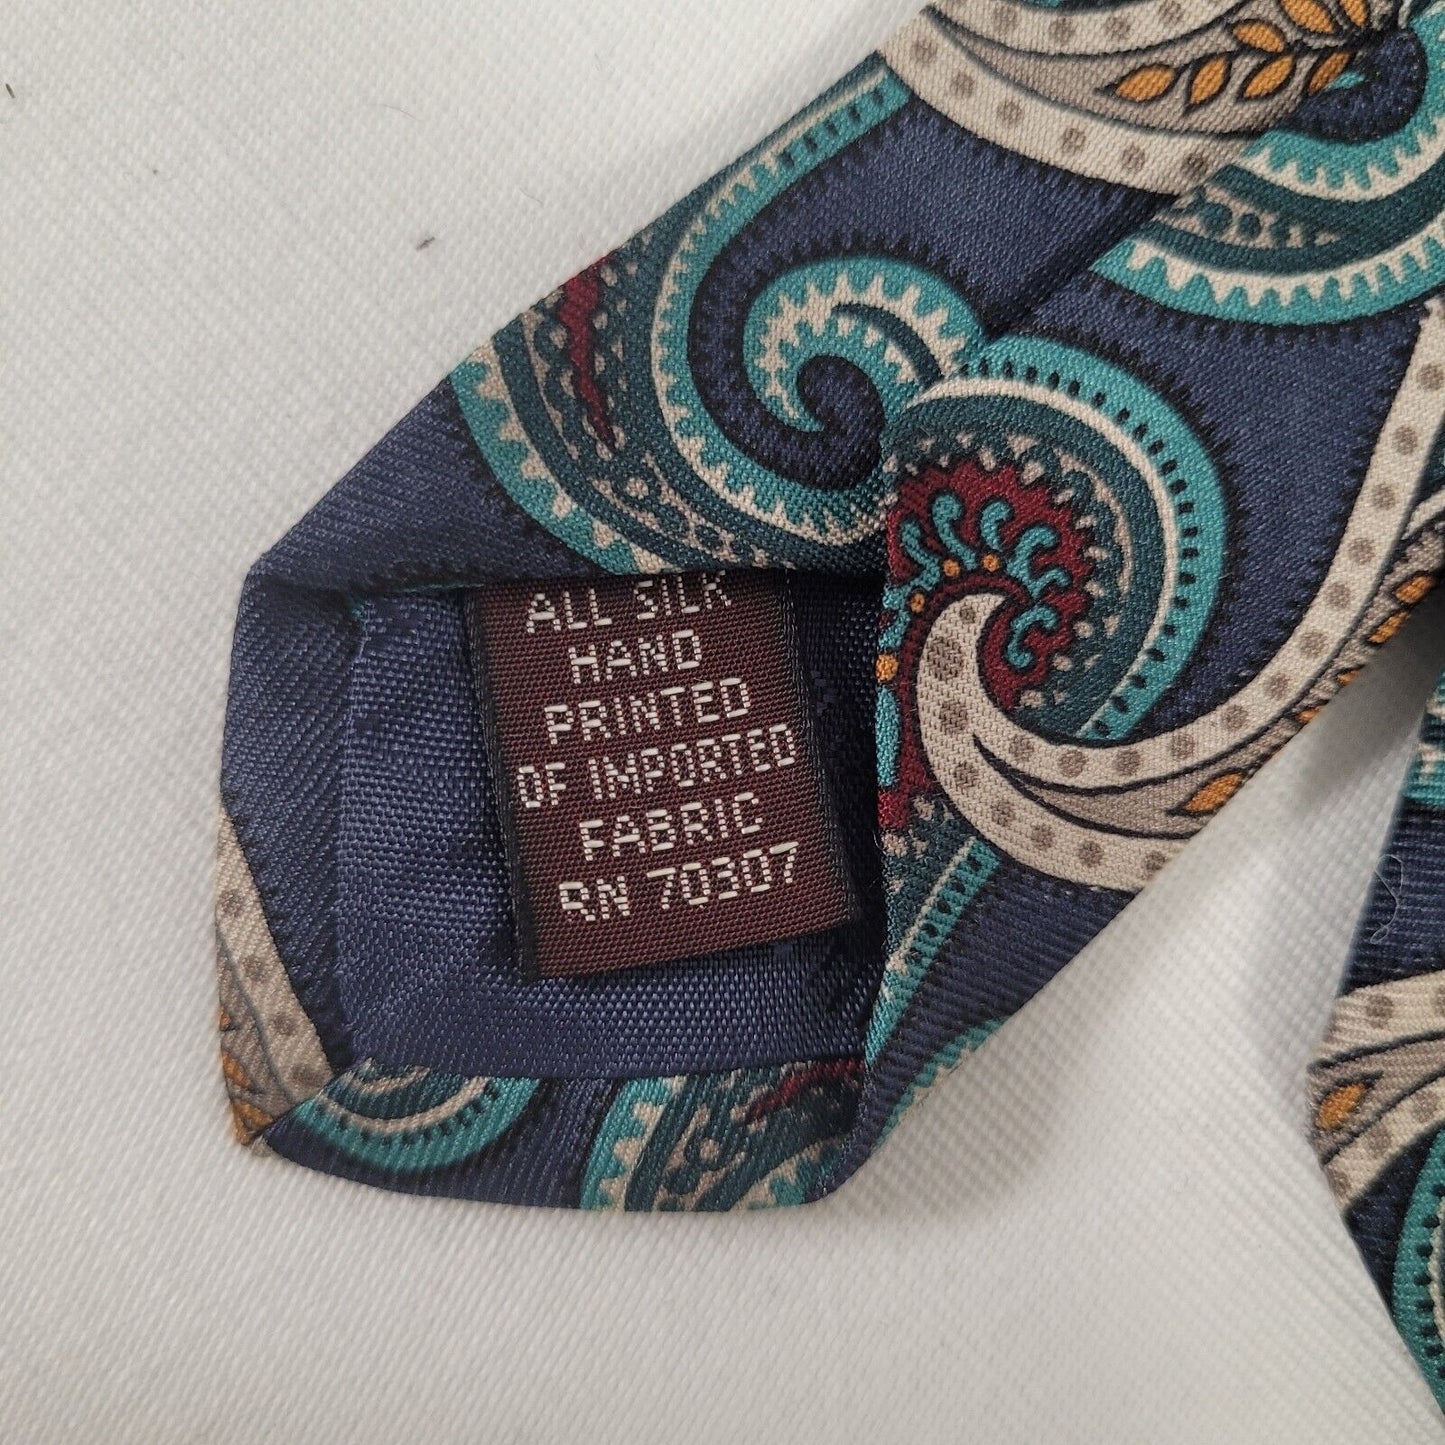 ALL SILK
HAND
PRINTED
OF IMPORTED
FABRIC
RN 70307